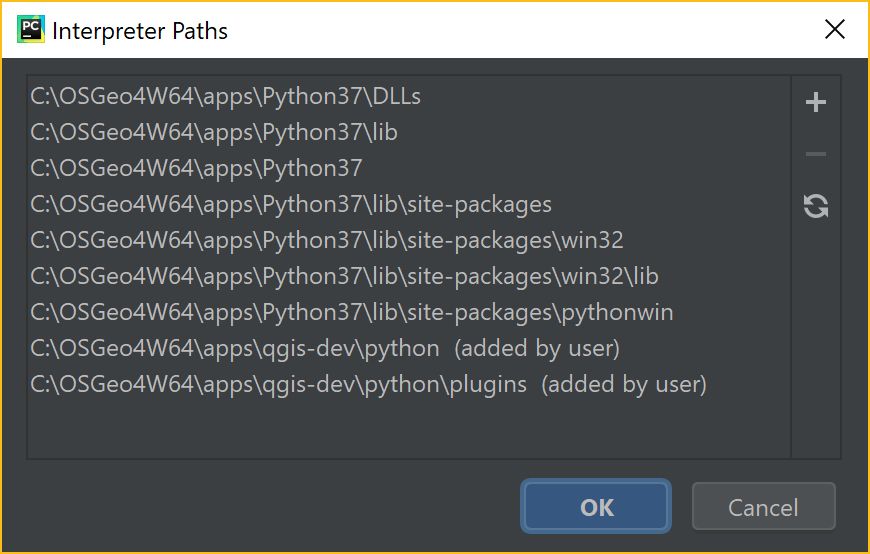 PC
Interpreter Paths
C:\OSGeo4W64\apps\Python37\DLLs
C:\OSGeo4W64\apps\Python37\lib
C:\OSGeo4W64\apps\Python37
C:\OSGeo4W64\apps\Python37\lib\site-packages
C:\OSGeo4W64\apps\Python37\lib\site-packages\win32
C:\OSGeo4W64\apps\Python37\lib\site-packages\win32\lib
C:\OSGeo4W64\apps\Python37\lib\site-packages\pythonwin
C:\OSGeo4W64\apps\qgis-dev\python (added by user)
C:\OSGeo4W64\apps\qgis-dev\python\plugins (added by user)
OK
Cancel